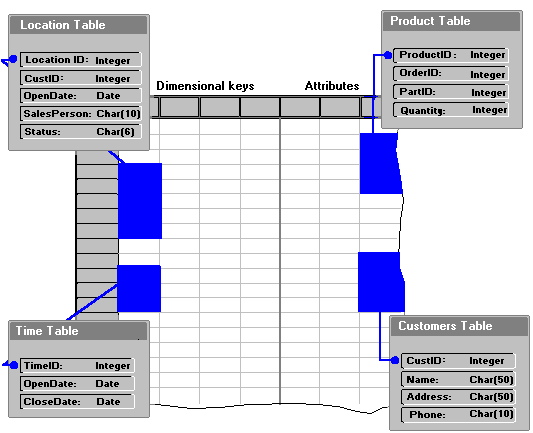 Location Table
Location ID: Integer
CustID: Integer
OpenDate: Date
SalesPerson: Char(10)
Status: Char(6)
Product Table
ProductID: Integer
OrderID: Integer
PartID: Integer
Quantity: Integer
Dimensional keys Attributes
Time Table
TimeID: Integer
OpenDate: Date
CloseDate: Date
Customers Table
CustID: Integer
Name: Char(50)
Address: Char(50)
Phone: Char(10)